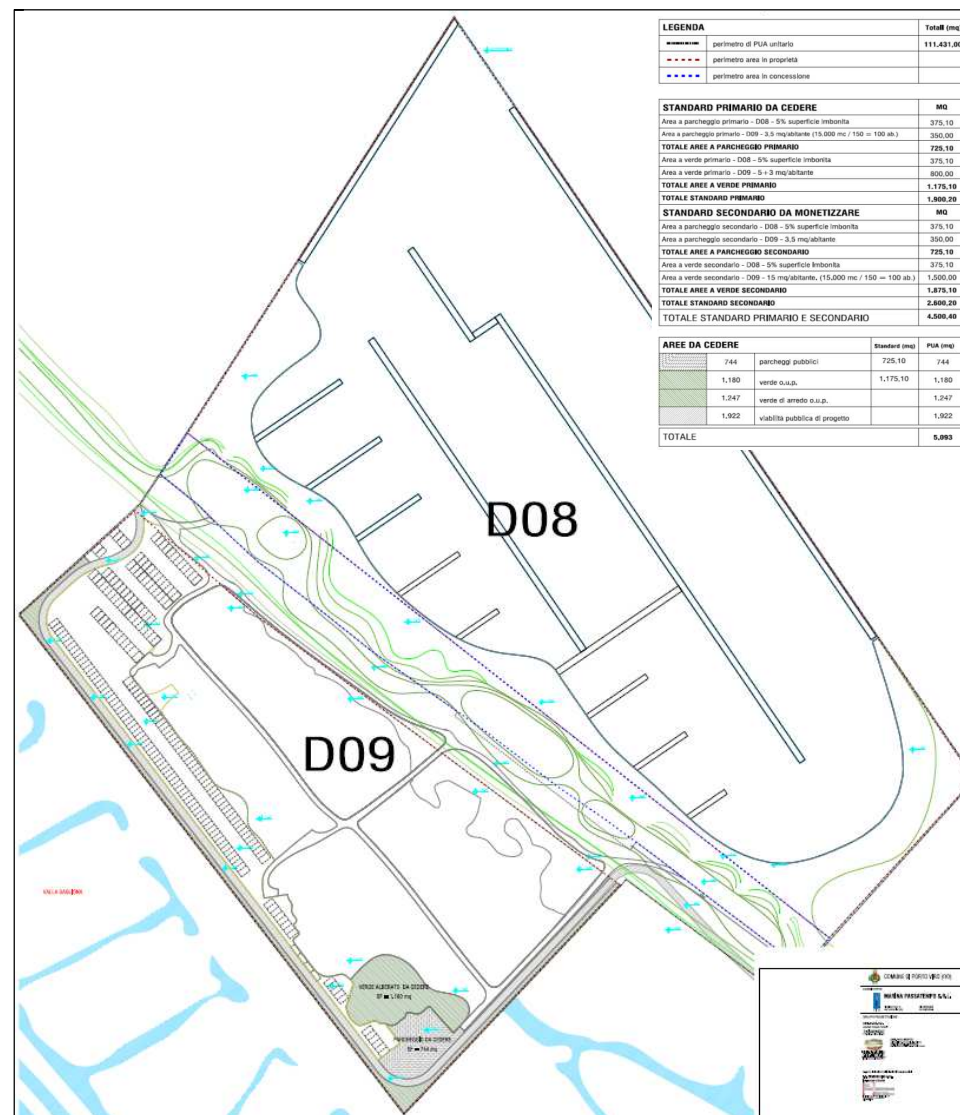 LEGENDA Totali (mq)
perimetro di PUA unitario 111.431,00
perimetro area in proprietà
perimetro area in concessione
STANDARD PRIMARIO DA CEDERE MQ
Area a parcheggio primario - D08 - 5% superficie imbonita 375,10
Area a parcheggio primario - D09 - 3,5 mq/abitante (15.000 mc / 150 = 100 ab.) 350,00
TOTALE AREE A PARCHEGGIO PRIMARIO 725,10
Area a verde primario - D08 - 5% superficie imbonita 375,10
Area a verde primario - D09 - 5+3 mq/abitante 800,00
TOTALE AREE A VERDE PRIMARIO 1.175,10
TOTALE STANDARD PRIMARIO 1.900,20
STANDARD SECONDARIO DA MONETIZZARE MQ
Area a parcheggio secondario - D08 - 5% superficie imbonita 375,10
Area a parcheggio secondario - D09 - 3,5 mq/abitante 350,00
TOTALE AREE A PARCHEGGIO SECONDARIO 725,10
Area a verde secondario - D08 - 5% superficie imbonita 375,10
Area a verde secondario - D09 - 15 mq/abitante. (15.000 mc / 150 = 100 ab.) 1.500,00
TOTALE AREE A VERDE SECONDARIO 1.875,10
TOTALE STANDARD SECONDARIO 2.600,20
TOTALE STANDARD PRIMARIO E SECONDARIO 4.500,40
AREE DA CEDERE Standard (mq) PUA (mq)
744 parcheggi pubblici 725,10 744
1,180 verde o.u.p. 1,175,10 1,180
1,247 verde di arredo o.u.p. 1,247
1,922 viabilità pubblica di progetto 1,922
TOTALE 5,093
D08
D09
VERDE ALBERATO DA CEDERE
SP = 1,180 mq
PARCHEGGIO DA CEDERE
SP = 744 mq
COMUNE DI PORTO VIRO (RO)
MARINA PASSATEMPO S.R.L.